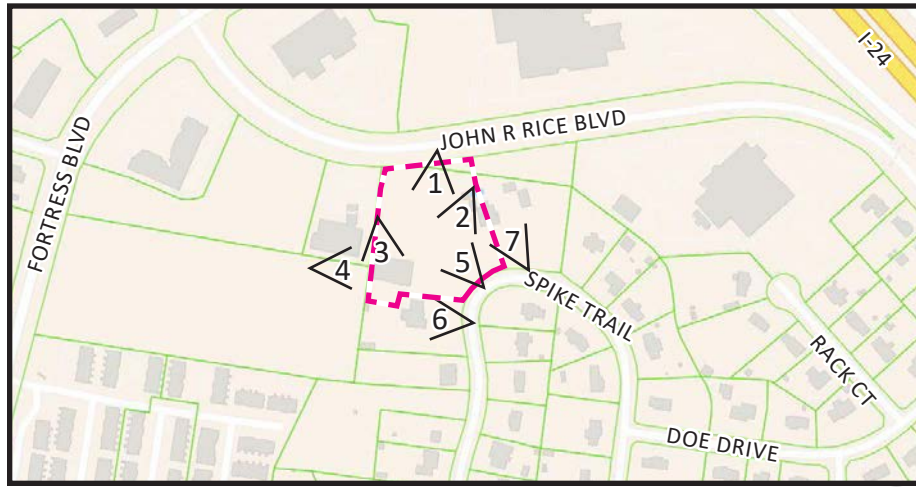 I-24
JOHN R RICE BLVD
FORTRESS BLVD
1
2
3
7
4
5
SPIKE TRAIL
6
RACK CT
DOE DRIVE